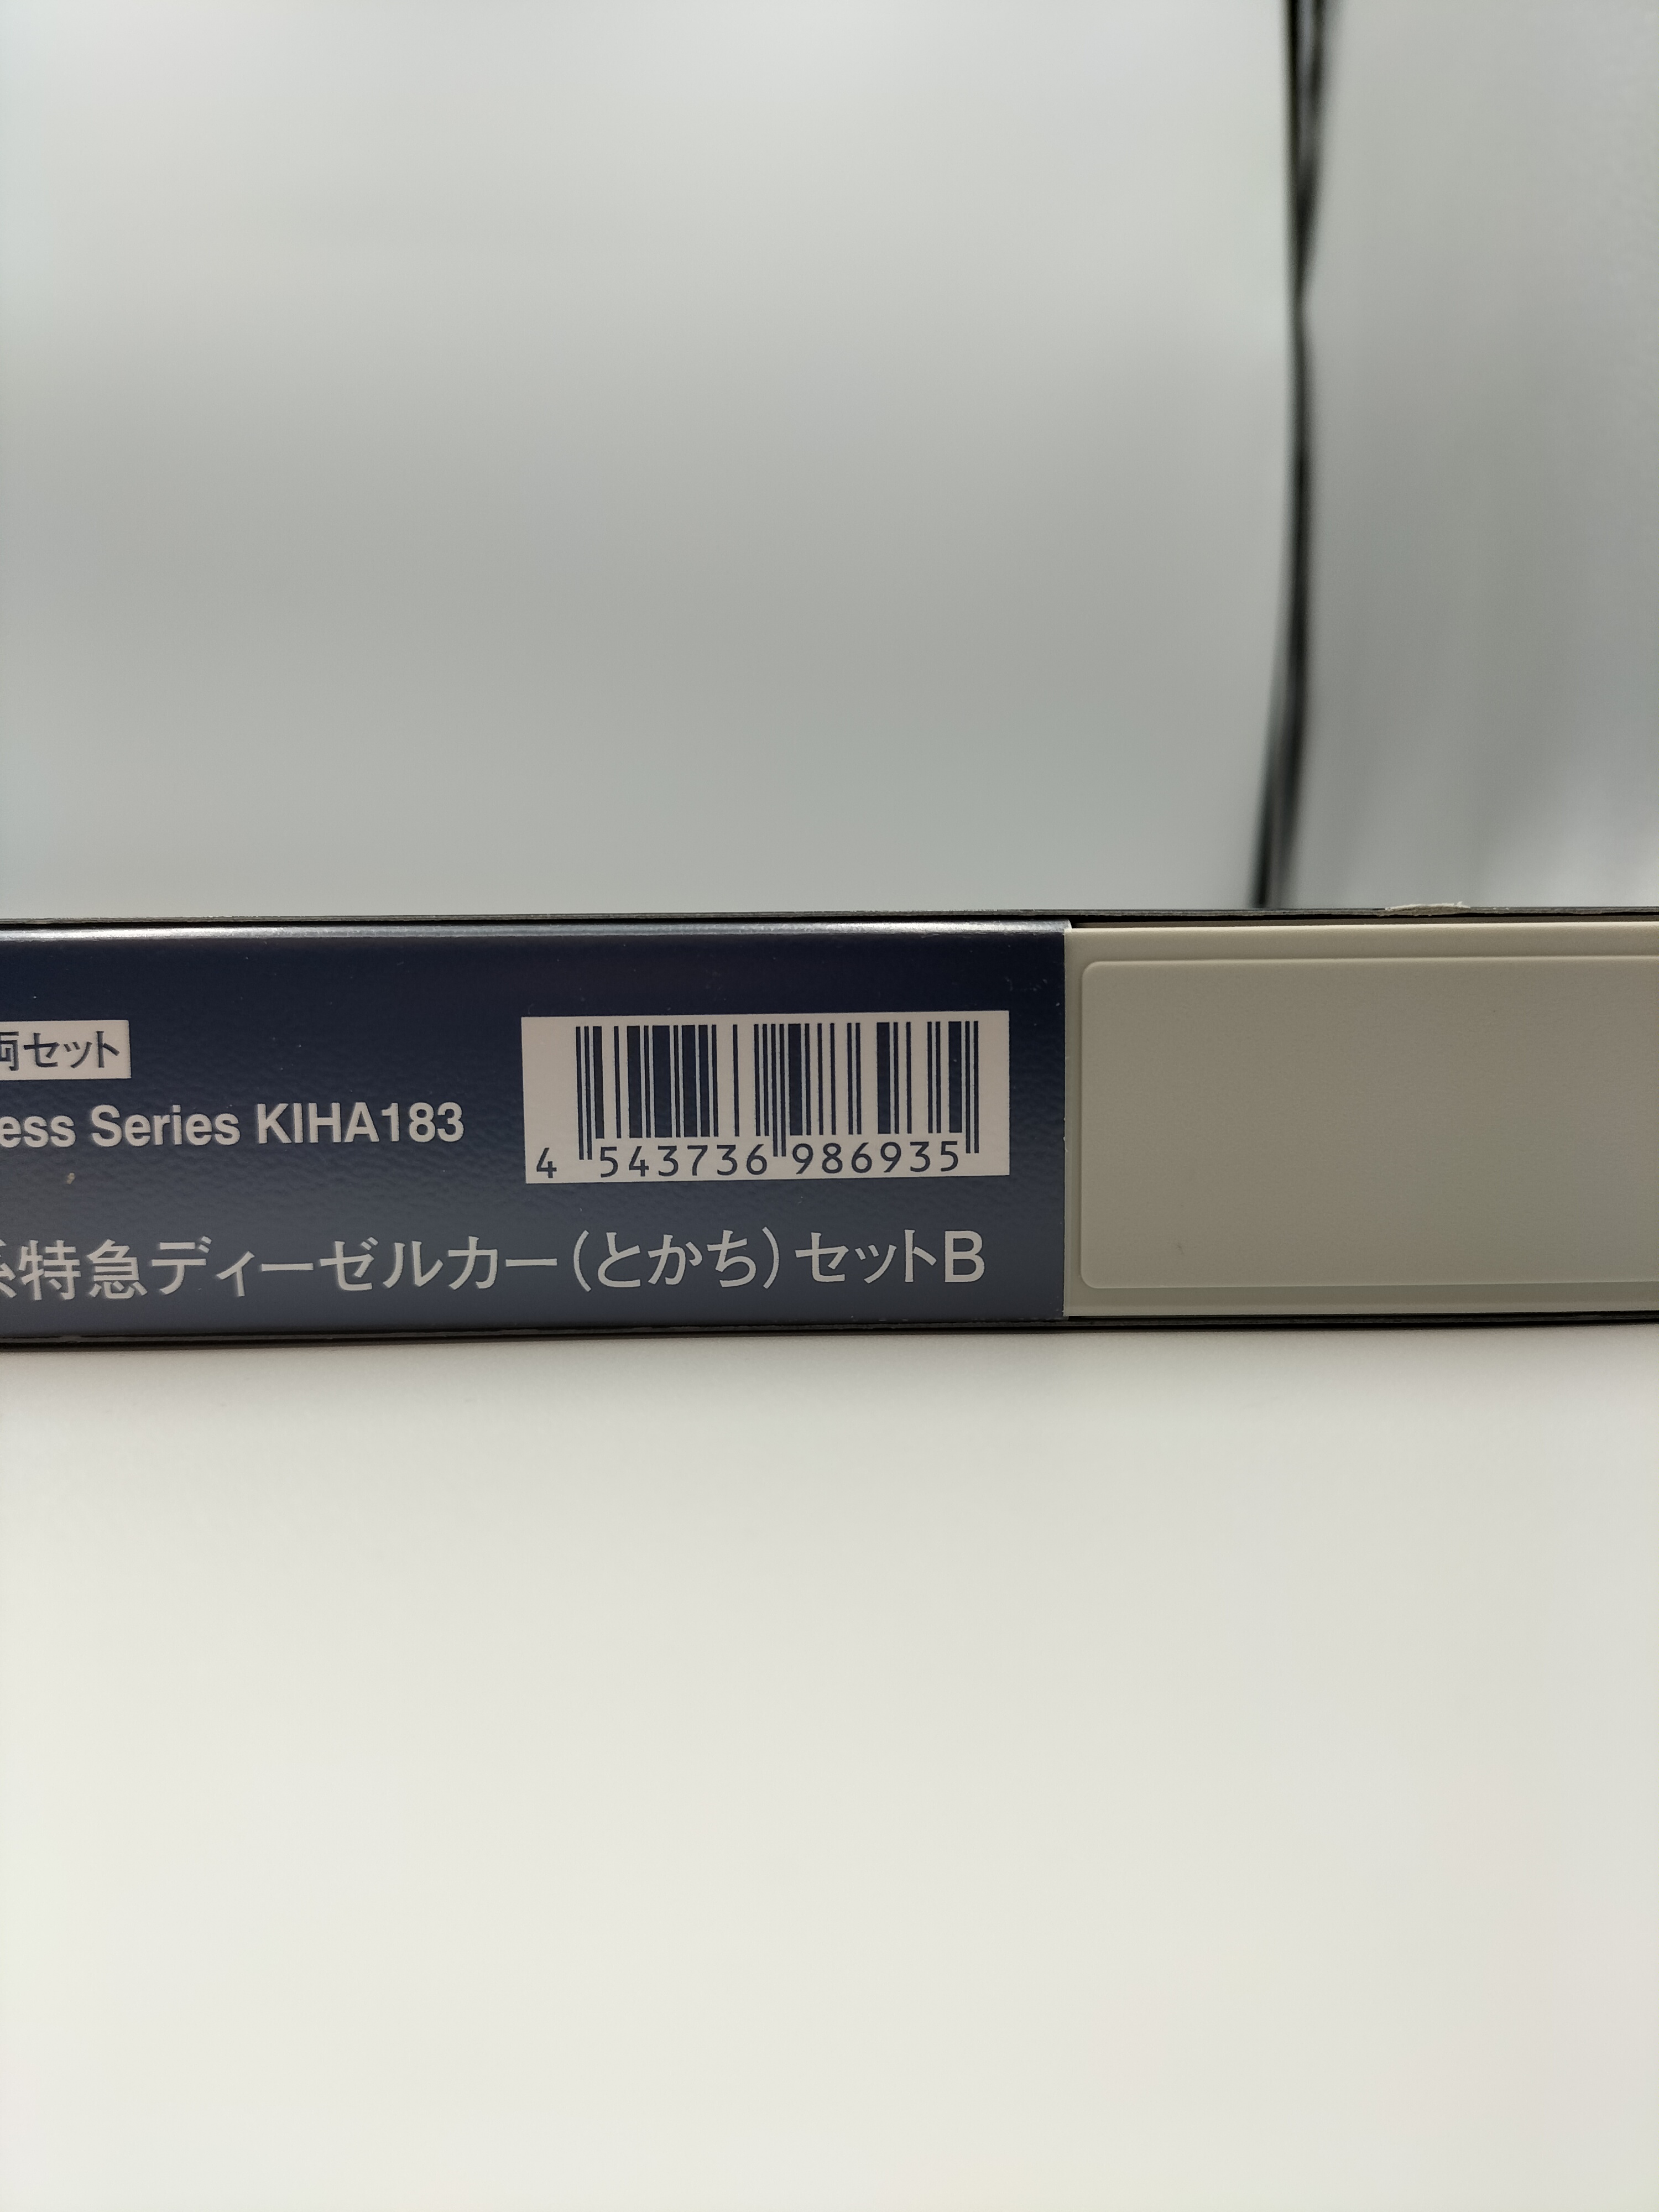 両セット
ess Series KIHA183
4 543736 986935
系特急ディーゼルカー(とかち)セットB